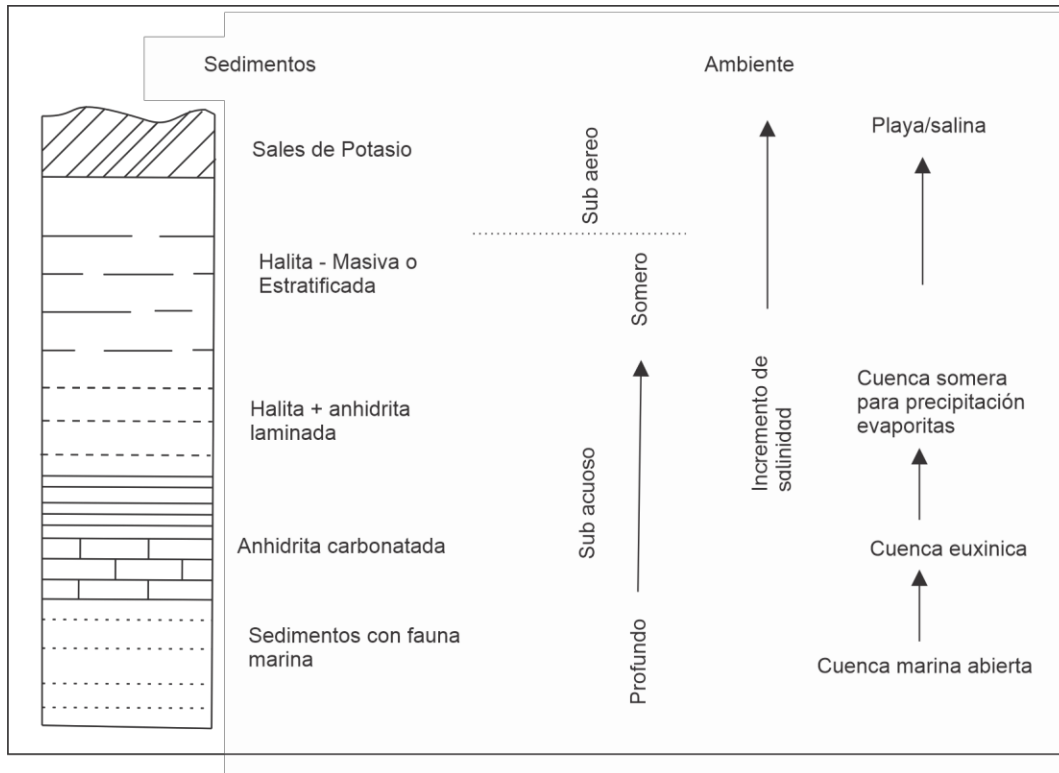 Sedimentos
Ambiente
Sales de Potasio
Sub aereo
Playa/salina
Halita - Masiva o
Estratificada
Somero
Halita + anhidrita
laminada
Sub acuoso
Incremento de
salinidad
Cuenca somera
para precipitación
evaporitas
Anhidrita carbonatada
Cuenca euxinica
Sedimentos con fauna
marina
Profundo
Cuenca marina abierta